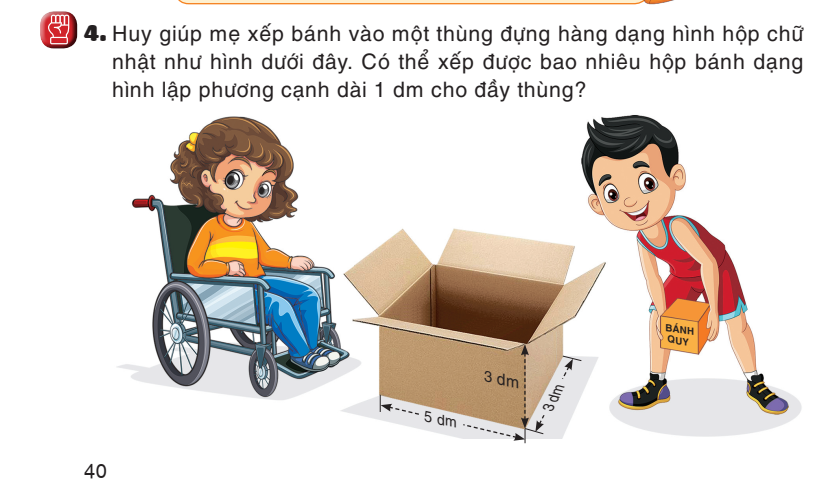 4. Huy giúp mẹ xếp bánh vào một thùng đựng hàng dạng hình hộp chữ
nhật như hình dưới đây. Có thể xếp được bao nhiêu hộp bánh dạng
hình lập phương cạnh dài 1 dm cho đầy thùng?
BÁNH
QUY
3 dm
3 dm
5 dm
40